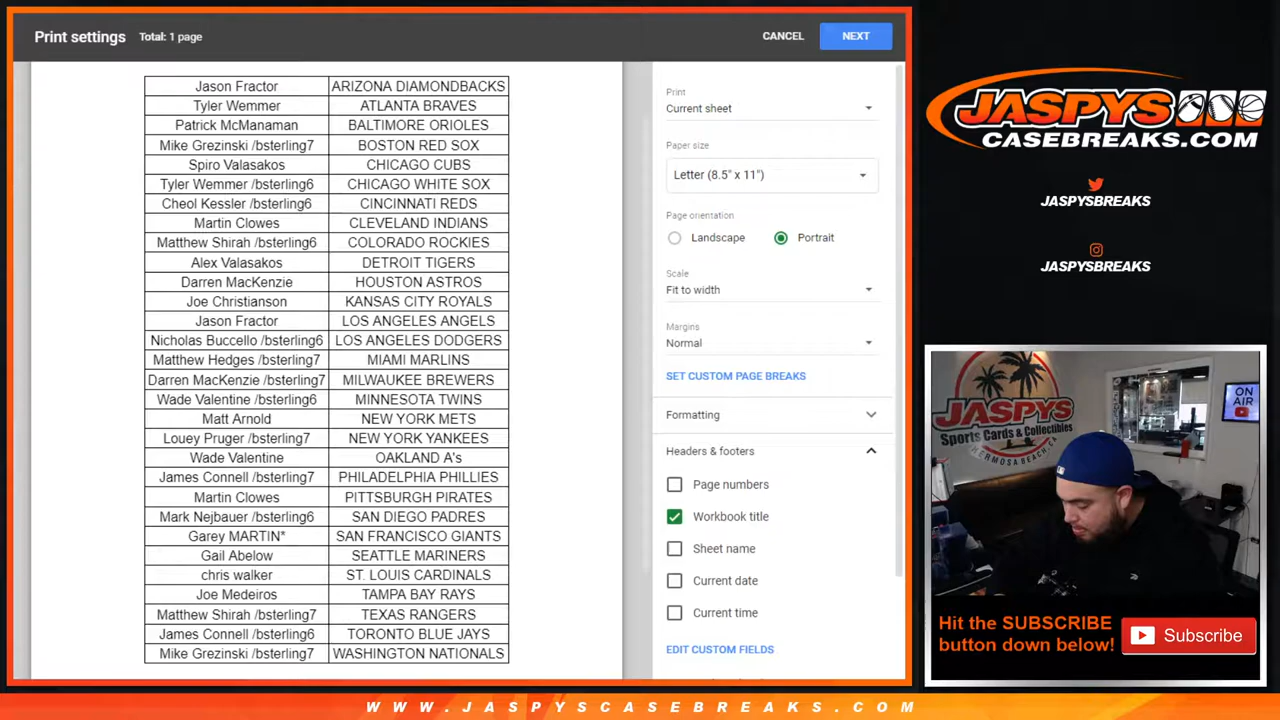 Print settings Total: 1 page CANCEL NEXT
Jason Fractor ARIZONA DIAMONDBACKS
Tyler Wemmer ATLANTA BRAVES
Patrick McManaman BALTIMORE ORIOLES
Mike Grezinski /bsterling7 BOSTON RED SOX
Spiro Valasakos CHICAGO CUBS
Tyler Wemmer /bsterling6 CHICAGO WHITE SOX
Cheol Kessler /bsterling6 CINCINNATI REDS
Martin Clowes CLEVELAND INDIANS
Matthew Shirah /bsterling6 COLORADO ROCKIES
Alex Valasakos DETROIT TIGERS
Darren MacKenzie HOUSTON ASTROS
Joe Christianson KANSAS CITY ROYALS
Jason Fractor LOS ANGELES ANGELS
Nicholas Buccello /bsterling6 LOS ANGELES DODGERS
Matthew Hedges /bsterling7 MIAMI MARLINS
Darren MacKenzie /bsterling7 MILWAUKEE BREWERS
Wade Valentine /bsterling6 MINNESOTA TWINS
Matt Arnold NEW YORK METS
Louey Pruger /bsterling7 NEW YORK YANKEES
Wade Valentine OAKLAND A's
James Connell /bsterling7 PHILADELPHIA PHILLIES
Martin Clowes PITTSBURGH PIRATES
Mark Nejbauer /bsterling6 SAN DIEGO PADRES
Garey MARTIN* SAN FRANCISCO GIANTS
Gail Abelow SEATTLE MARINERS
chris walker ST. LOUIS CARDINALS
Joe Medeiros TAMPA BAY RAYS
Matthew Shirah /bsterling7 TEXAS RANGERS
James Connell /bsterling6 TORONTO BLUE JAYS
Mike Grezinski /bsterling7 WASHINGTON NATIONALS
Print
Current sheet
Paper size
Letter (8.5" x 11")
Page orientation
Landscape Portrait
Scale
Fit to width
Margins
Normal
SET CUSTOM PAGE BREAKS
Formatting
Headers & footers
Page numbers
Workbook title
Sheet name
Current date
Current time
EDIT CUSTOM FIELDS
JASPYS
CASEBREAKS.COM
JASPYSBREAKS
JASPYSBREAKS
JASPYS
Sports Cards & Collectibles
HERMOSA BEACH, CA
ON
AIR
Hit the SUBSCRIBE
button down below!
Subscribe
WWW.JASPYSCASEBREAKS.COM